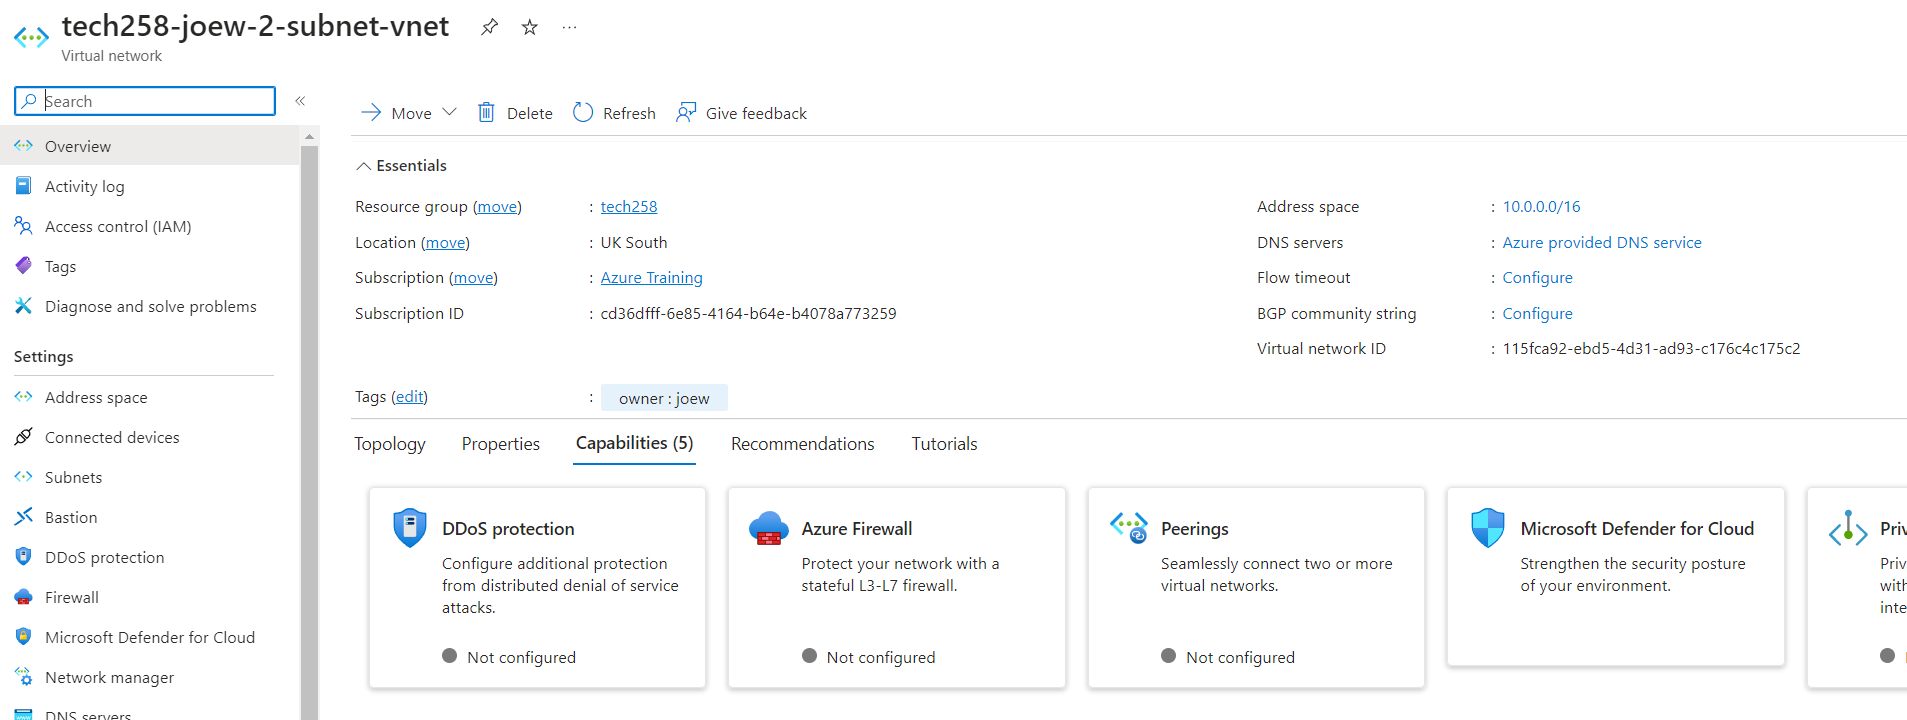 tech258-joew-2-subnet-vnet
Virtual network
Search
Overview
Activity log
Access control (IAM)
Tags
Diagnose and solve problems
Settings
Address space
Connected devices
Subnets
Bastion
DDoS protection
Firewall
Microsoft Defender for Cloud
Network manager
DNS servers
Move
Delete
Refresh
Give feedback
Essentials
Resource group (move) : tech258
Location (move) : UK South
Subscription (move) : Azure Training
Subscription ID : cd36dfff-6e85-4164-b64e-b4078a773259
Address space : 10.0.0.0/16
DNS servers : Azure provided DNS service
Flow timeout : Configure
BGP community string : Configure
Virtual network ID : 115fca92-ebd5-4d31-ad93-c176c4c175c2
Tags (edit) : owner : joew
Topology Properties Capabilities (5) Recommendations Tutorials
DDoS protection
Configure additional protection
from distributed denial of service
attacks.
Not configured
Azure Firewall
Protect your network with a
stateful L3-L7 firewall.
Not configured
Peerings
Seamlessly connect two or more
virtual networks.
Not configured
Microsoft Defender for Cloud
Strengthen the security posture
of your environment.